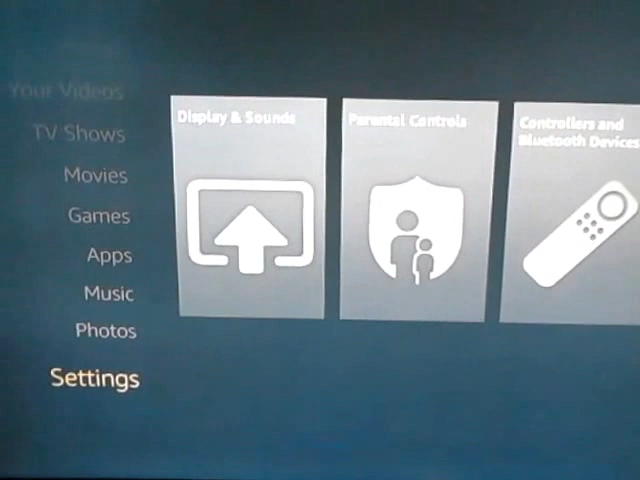 Your Videos
TV Shows
Movies
Games
Apps
Music
Photos
Settings
Display & Sounds
Parental Controls
Controllers and
Bluetooth Devices